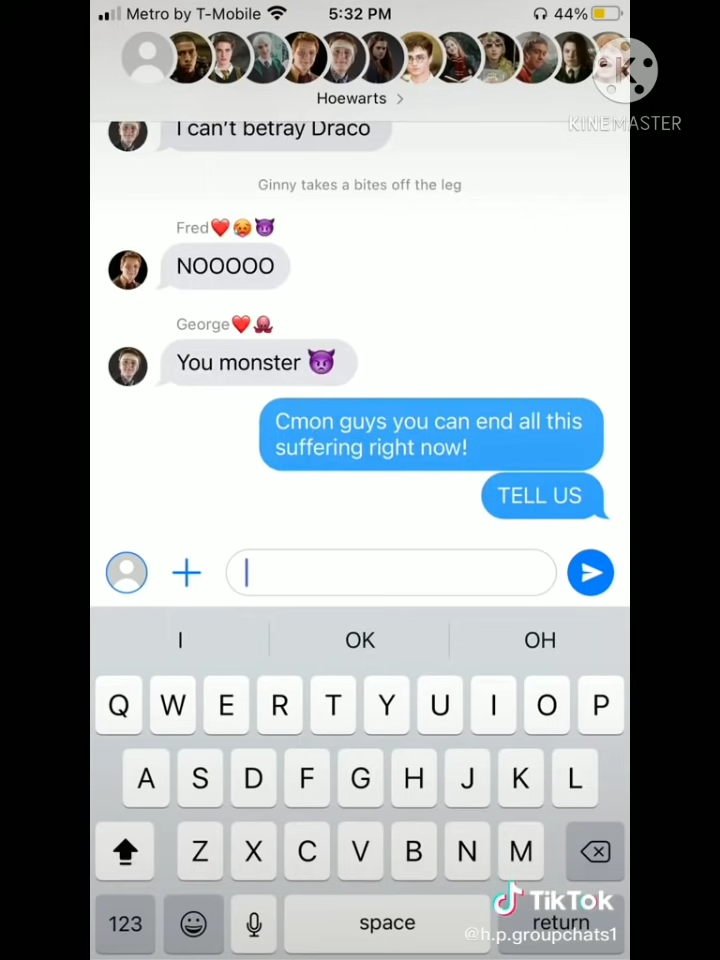 Metro by T-Mobile 5:32 PM 44%
K
Hoewarts >
KINEMASTER
I can't betray Draco
Ginny takes a bites off the leg
Fred❤️🥵😈
NOOOOO
George❤️🐙
You monster 😈
Cmon guys you can end all this
suffering right now!
TELL US
I OK OH
Q W E R T Y U I O P
A S D F G H J K L
Z X C V B N M
TikTok
123 space return
@h.p.groupchats1